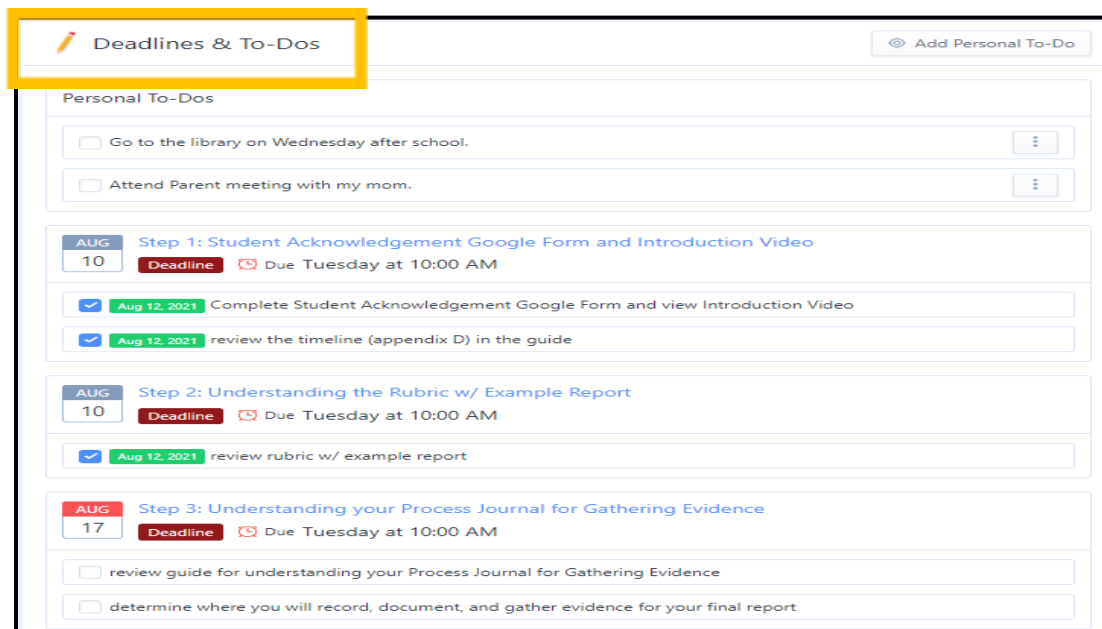 Deadlines & To-Dos
Add Personal To-Do
Personal To-Dos
Go to the library on Wednesday after school.
Attend Parent meeting with my mom.
AUG
10
Step 1: Student Acknowledgement Google Form and Introduction Video
Deadline Due Tuesday at 10:00 AM
Aug 12, 2021 Complete Student Acknowledgement Google Form and view Introduction Video
Aug 12, 2021 review the timeline (appendix D) in the guide
AUG
10
Step 2: Understanding the Rubric w/ Example Report
Deadline Due Tuesday at 10:00 AM
Aug 12, 2021 review rubric w/ example report
AUG
17
Step 3: Understanding your Process Journal for Gathering Evidence
Deadline Due Tuesday at 10:00 AM
review guide for understanding your Process Journal for Gathering Evidence
determine where you will record, document, and gather evidence for your final report